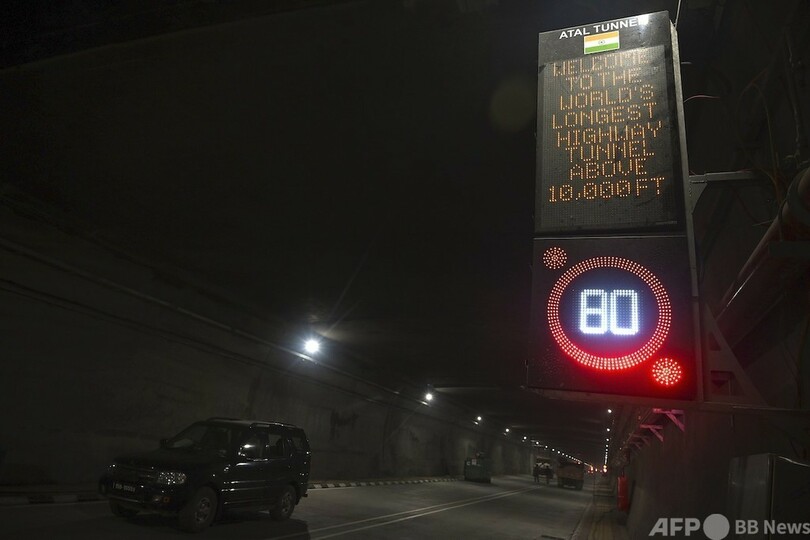 ATAL TUNNEL
WELCOME
TO THE
WORLD'S
LONGEST
HIGHWAY
TUNNEL
ABOVE
10,000 FT
80
AFP BB News